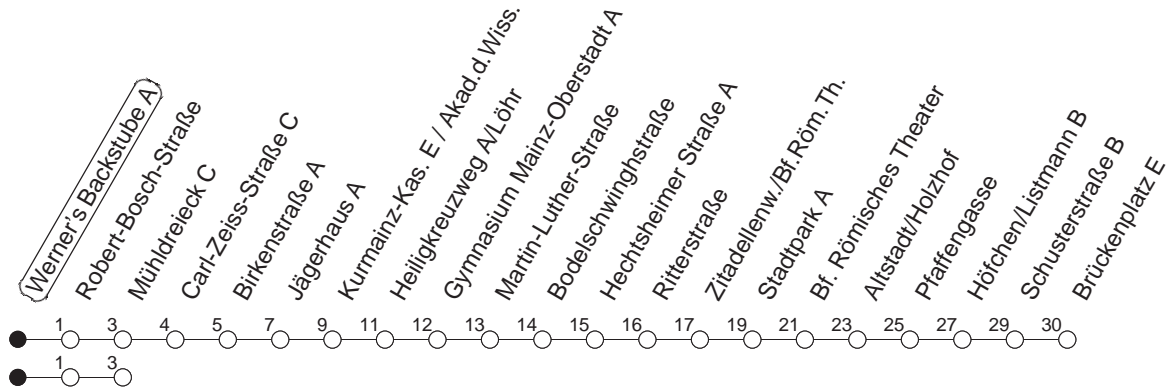 Werner's Backstube A
Robert-Bosch-Straße
Mühldreieck C
Carl-Zeiss-Straße C
Birkenstraße A
Jägerhaus A
Kurmainz-Kas. E / Akad.d.Wiss.
Heiligkreuzweg A/Löhr
Gymnasium Mainz-Oberstadt A
Martin-Luther-Straße
Bodelschwinghstraße
Hechtsheimer Straße A
Ritterstraße
Zitadellenw./Bf.Röm.Th.
Stadtpark A
Bf. Römisches Theater
Altstadt/Holzhof
Pfaffengasse
Höfchen/Listmann B
Schusterstraße B
Brückenplatz E
1 3 4 5 7 9 11 12 13 14 15 16 17 19 21 23 25 27 29 30
1 3